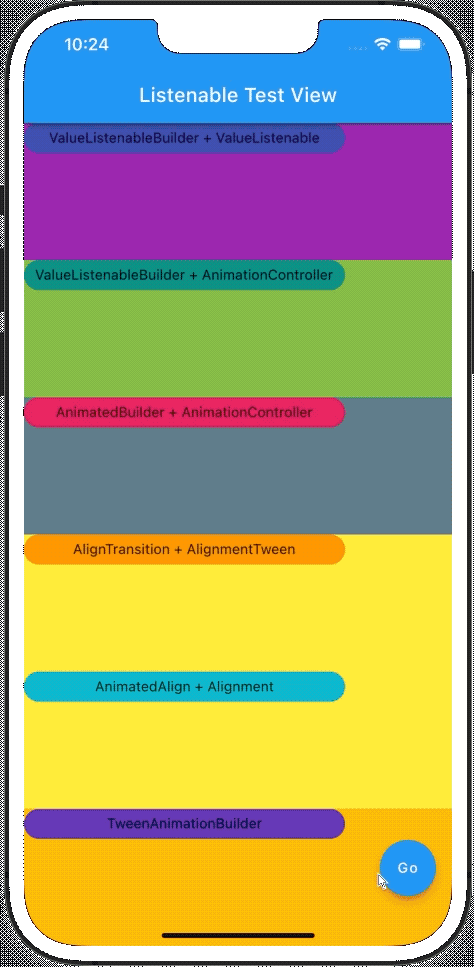 10:24
Listenable Test View
ValueListenableBuilder + ValueListenable
ValueListenableBuilder + AnimationController
AnimatedBuilder + AnimationController
AlignTransition + AlignmentTween
AnimatedAlign + Alignment
TweenAnimationBuilder
Go